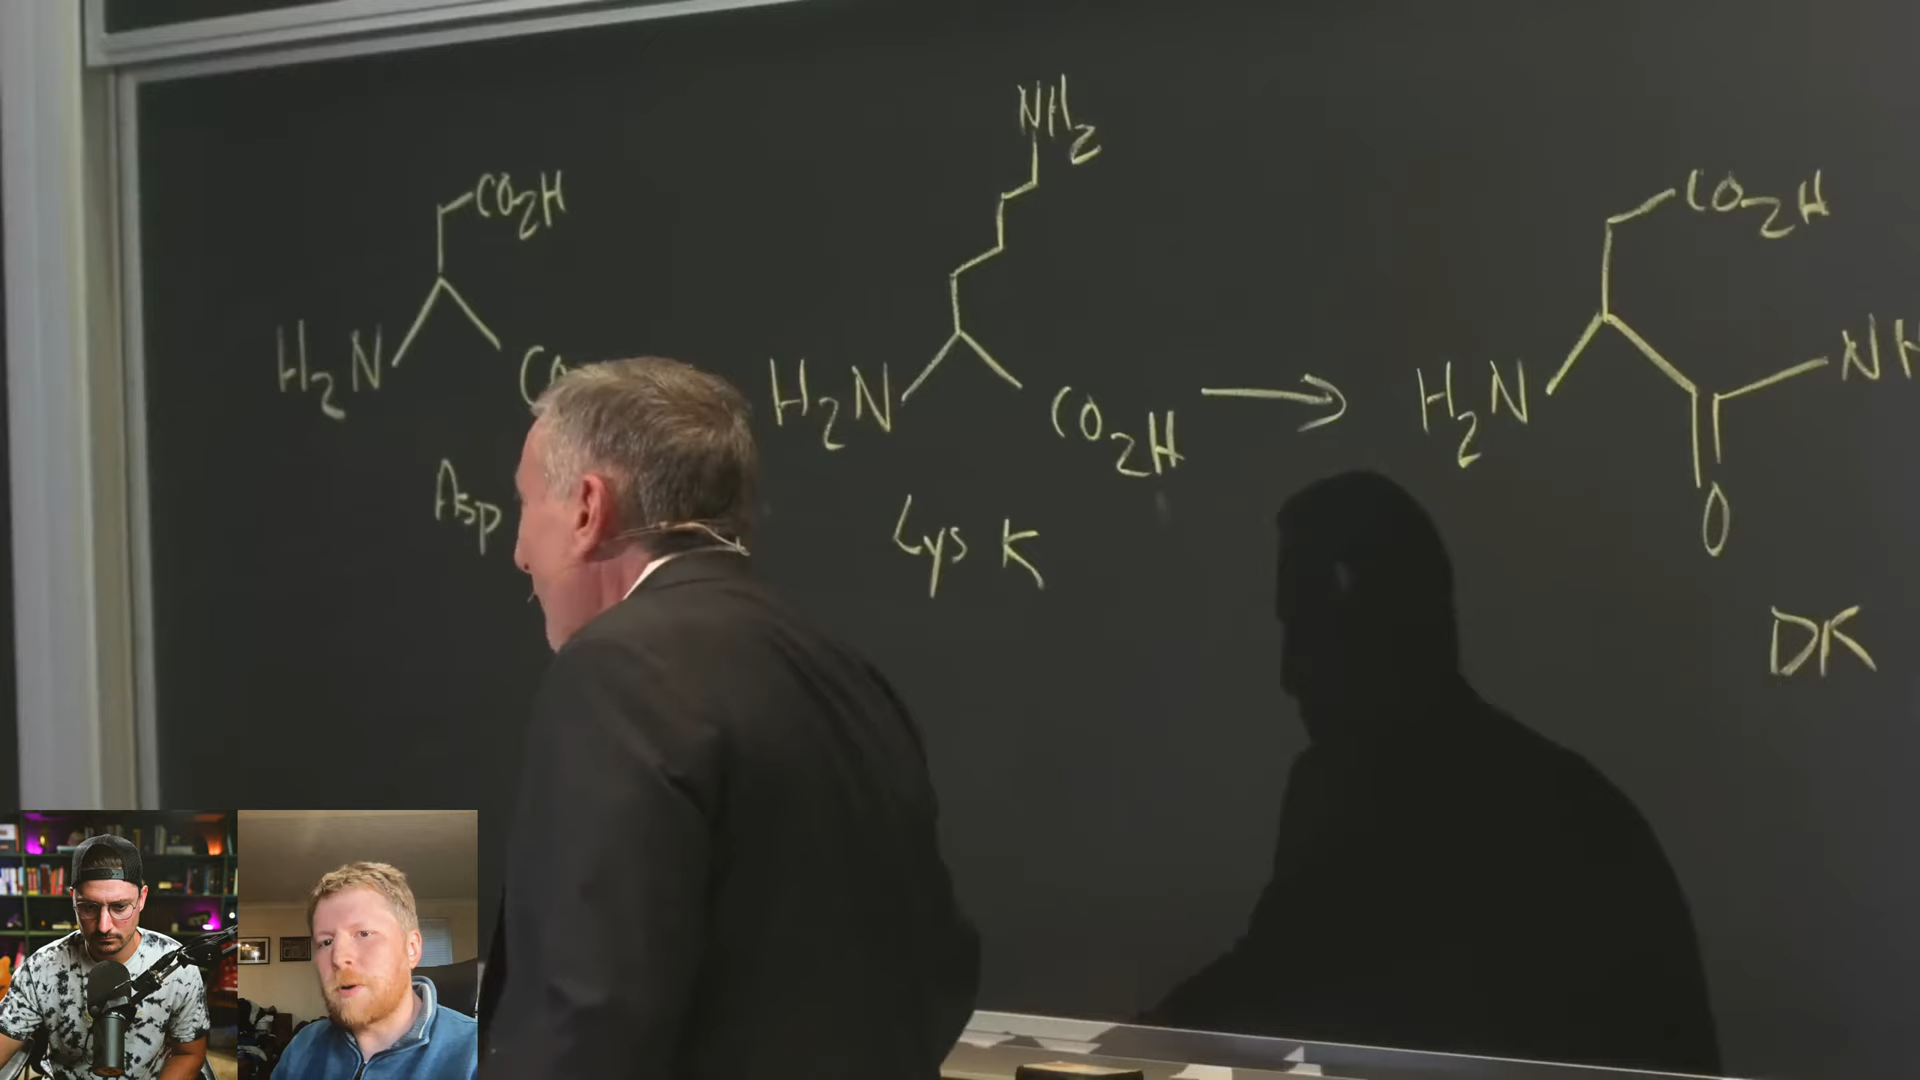 NH2
CO2H
CO2H
H2N
H2N
CO2H
H2N
NH
O
Asp
Lys K
DK